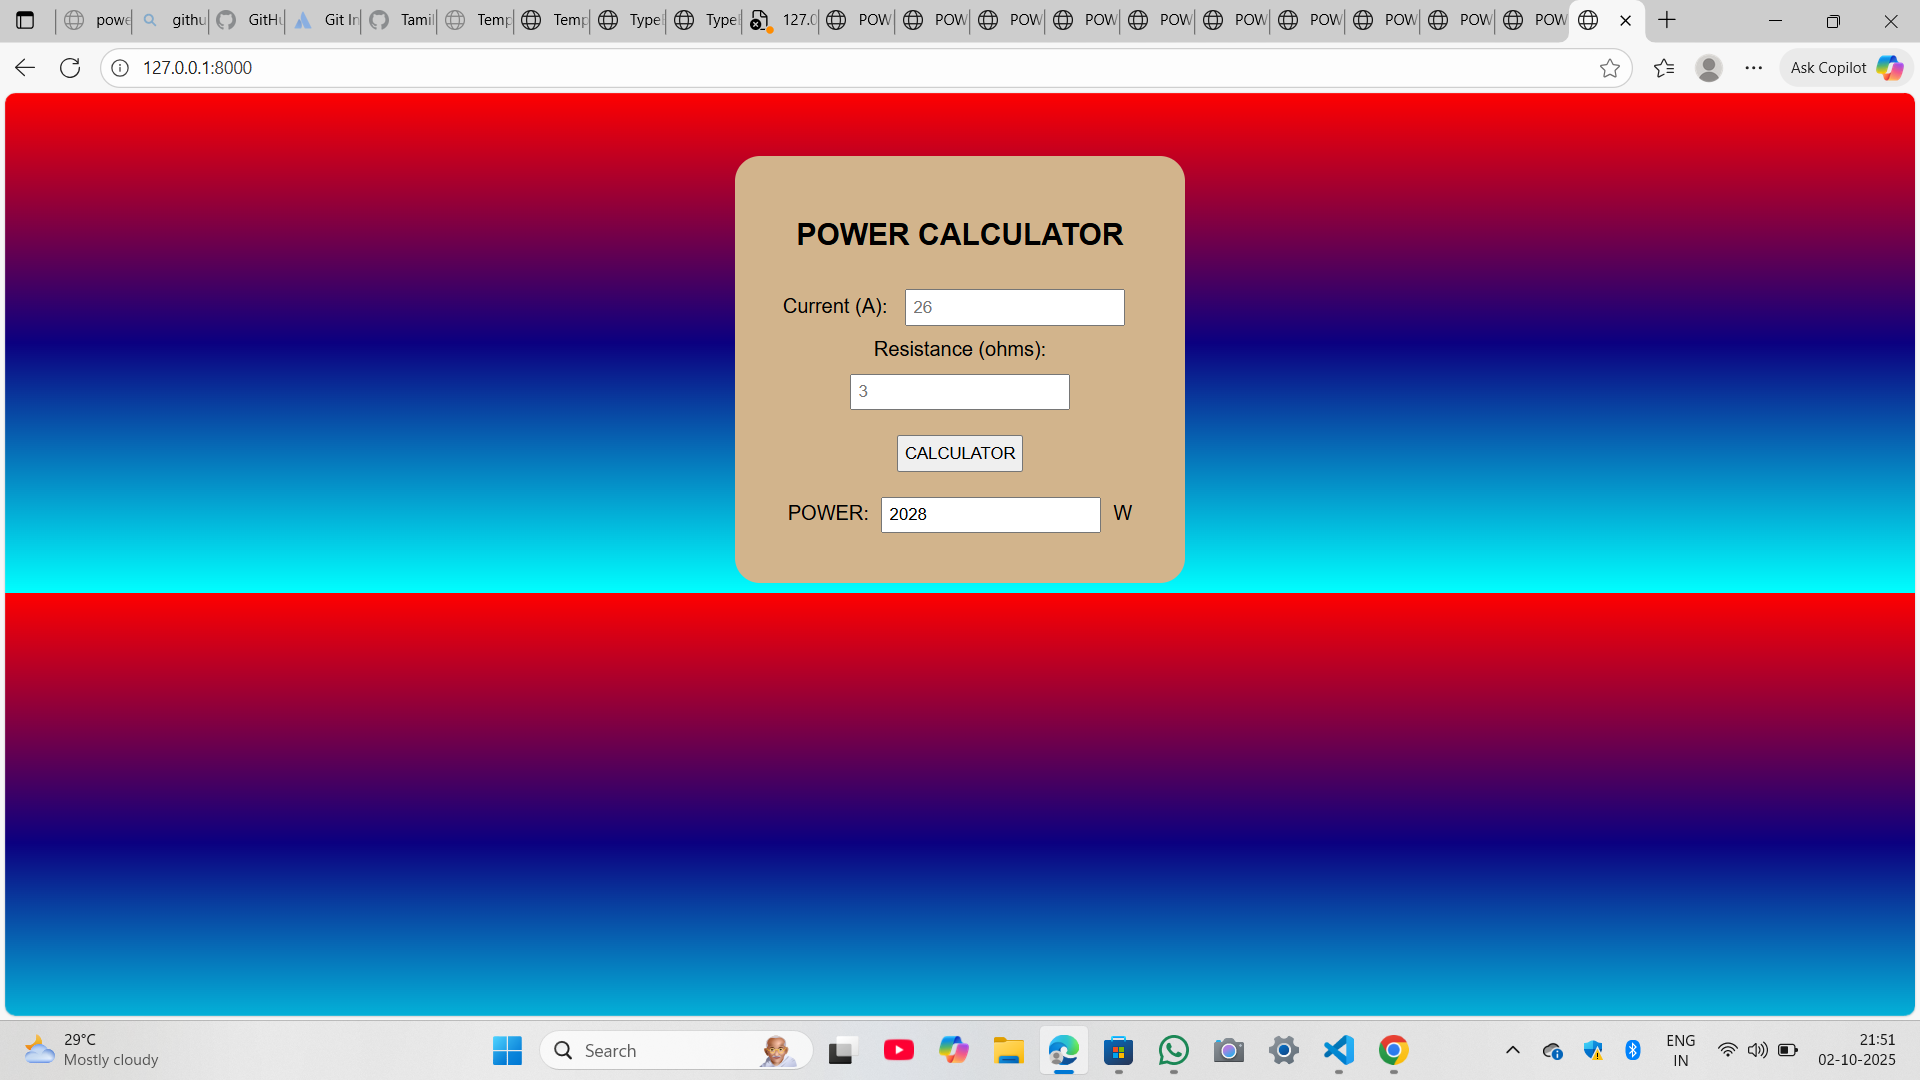 powe
githu
GitHu
Git In
Tamil
Temp
Temp
Type
Type
127.0
POW
POW
POW
POW
POW
POW
POW
POW
POW
POW
127.0.0.1:8000
Ask Copilot
POWER CALCULATOR
Current (A): 26
Resistance (ohms):
3
CALCULATOR
POWER: 2028 W
29°C
Mostly cloudy
Search
ENG
IN
21:51
02-10-2025